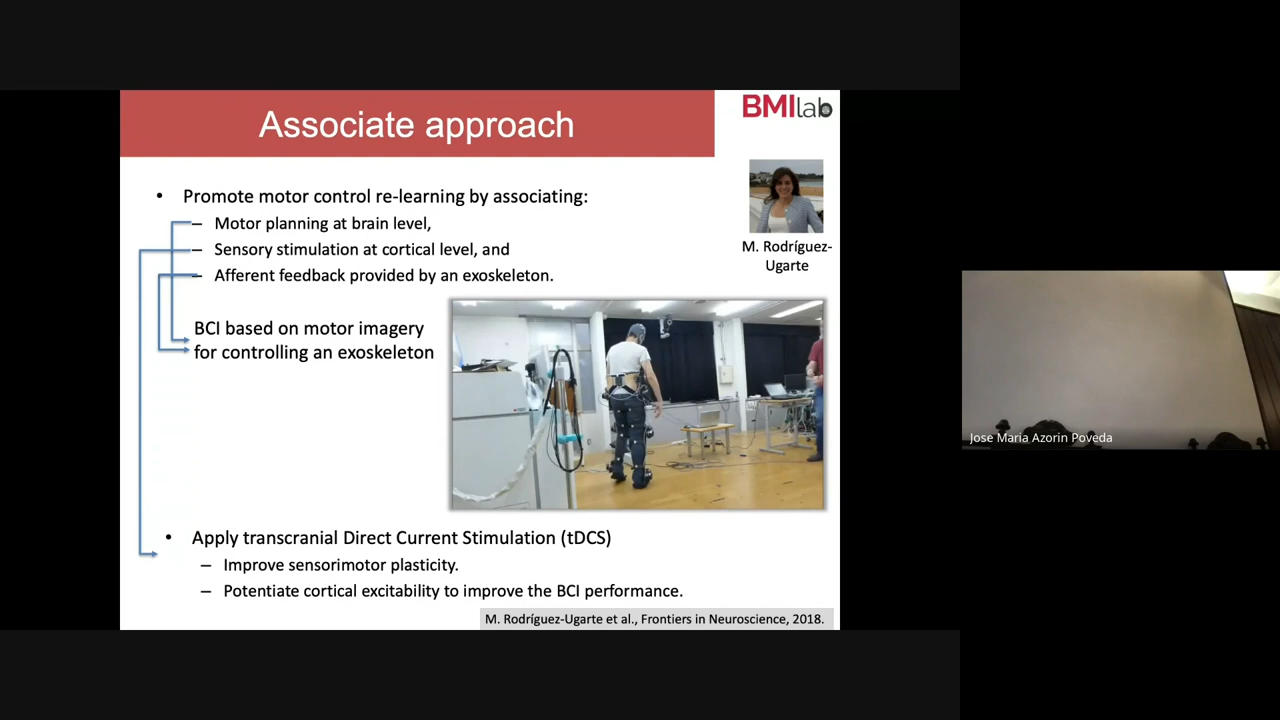 Associate approach
BMIlab
• Promote motor control re-learning by associating:
– Motor planning at brain level,
– Sensory stimulation at cortical level, and
– Afferent feedback provided by an exoskeleton.
M. Rodríguez-
Ugarte
BCI based on motor imagery
for controlling an exoskeleton
• Apply transcranial Direct Current Stimulation (tDCS)
– Improve sensorimotor plasticity.
– Potentiate cortical excitability to improve the BCI performance.
M. Rodríguez-Ugarte et al., Frontiers in Neuroscience, 2018.
Jose Maria Azorin Poveda